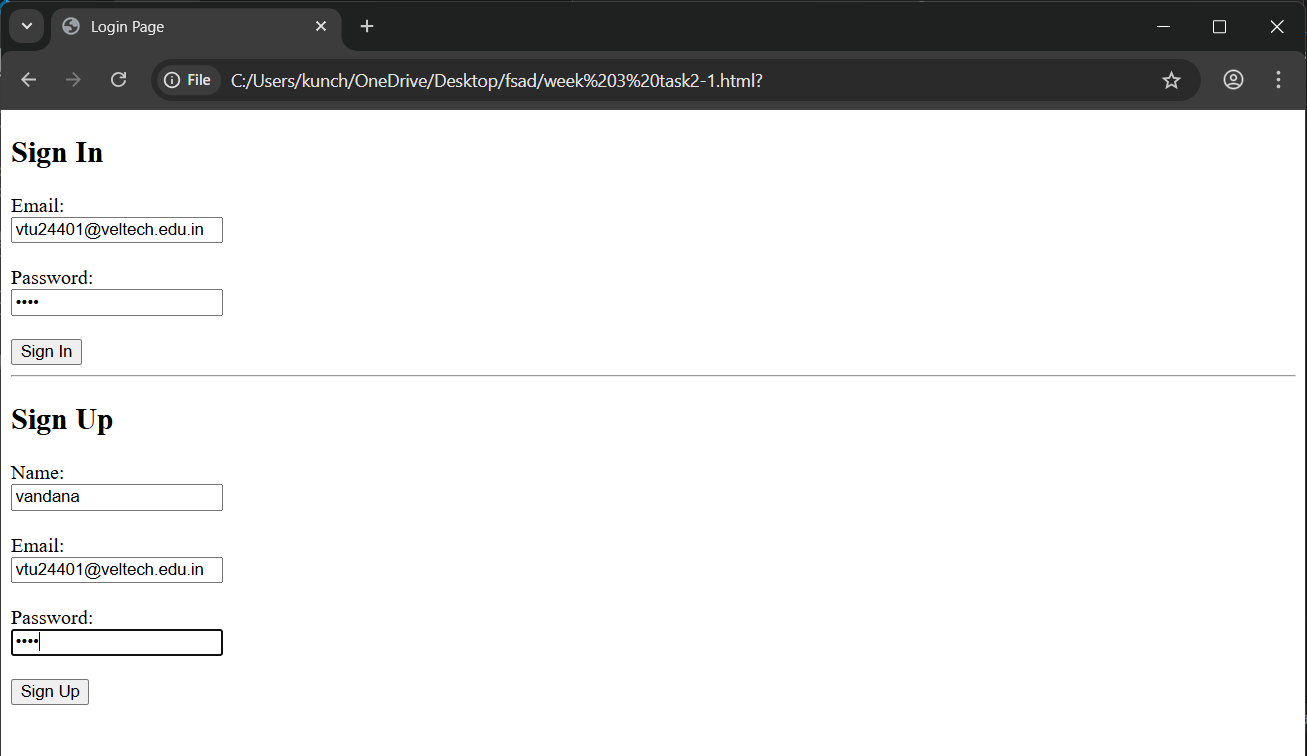 Login Page
File C:/Users/kunch/OneDrive/Desktop/fsad/week%203%20task2-1.html?
Sign In
Email:
vtu24401@veltech.edu.in
Password:
••••
Sign In
Sign Up
Name:
vandana
Email:
vtu24401@veltech.edu.in
Password:
••••
Sign Up